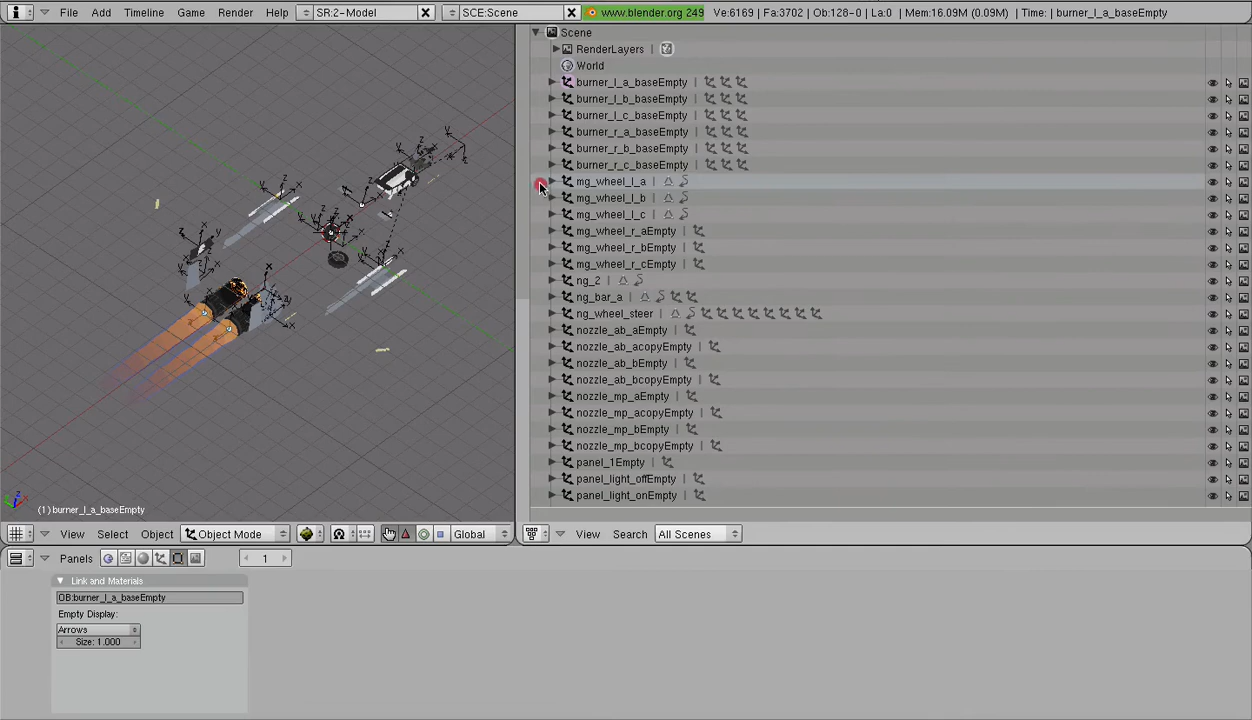 File Add Timeline Game Render Help SR:2-Model SCE:Scene www.blender.org 249 Ve:6169 | Fa:3702 | Ob:128-0 | La:0 | Mem:16.09M (0.09M) | Time: | burner_l_a_baseEmpty
Scene
RenderLayers
World
burner_l_a_baseEmpty
burner_l_b_baseEmpty
burner_l_c_baseEmpty
burner_r_a_baseEmpty
burner_r_b_baseEmpty
burner_r_c_baseEmpty
mg_wheel_l_a
mg_wheel_l_b
mg_wheel_l_c
mg_wheel_r_aEmpty
mg_wheel_r_bEmpty
mg_wheel_r_cEmpty
ng_2
ng_bar_a
ng_wheel_steer
nozzle_ab_aEmpty
nozzle_ab_acopyEmpty
nozzle_ab_bEmpty
nozzle_ab_bcopyEmpty
nozzle_mp_aEmpty
nozzle_mp_acopyEmpty
nozzle_mp_bEmpty
nozzle_mp_bcopyEmpty
panel_1Empty
panel_light_offEmpty
panel_light_onEmpty
(1) burner_l_a_baseEmpty
View Select Object Object Mode Global
View Search All Scenes
Panels 1
Link and Materials
OB:burner_l_a_baseEmpty
Empty Display:
Arrows
Size: 1.000